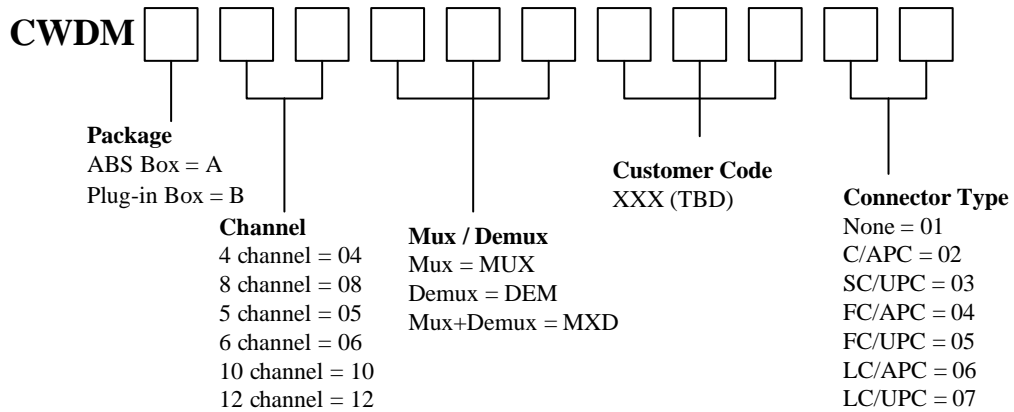 CWDM
Package
ABS Box = A
Plug-in Box = B
Channel
4 channel = 04
8 channel = 08
5 channel = 05
6 channel = 06
10 channel = 10
12 channel = 12
Mux / Demux
Mux = MUX
Demux = DEM
Mux+Demux = MXD
Customer Code
XXX (TBD)
Connector Type
None = 01
C/APC = 02
SC/UPC = 03
FC/APC = 04
FC/UPC = 05
LC/APC = 06
LC/UPC = 07